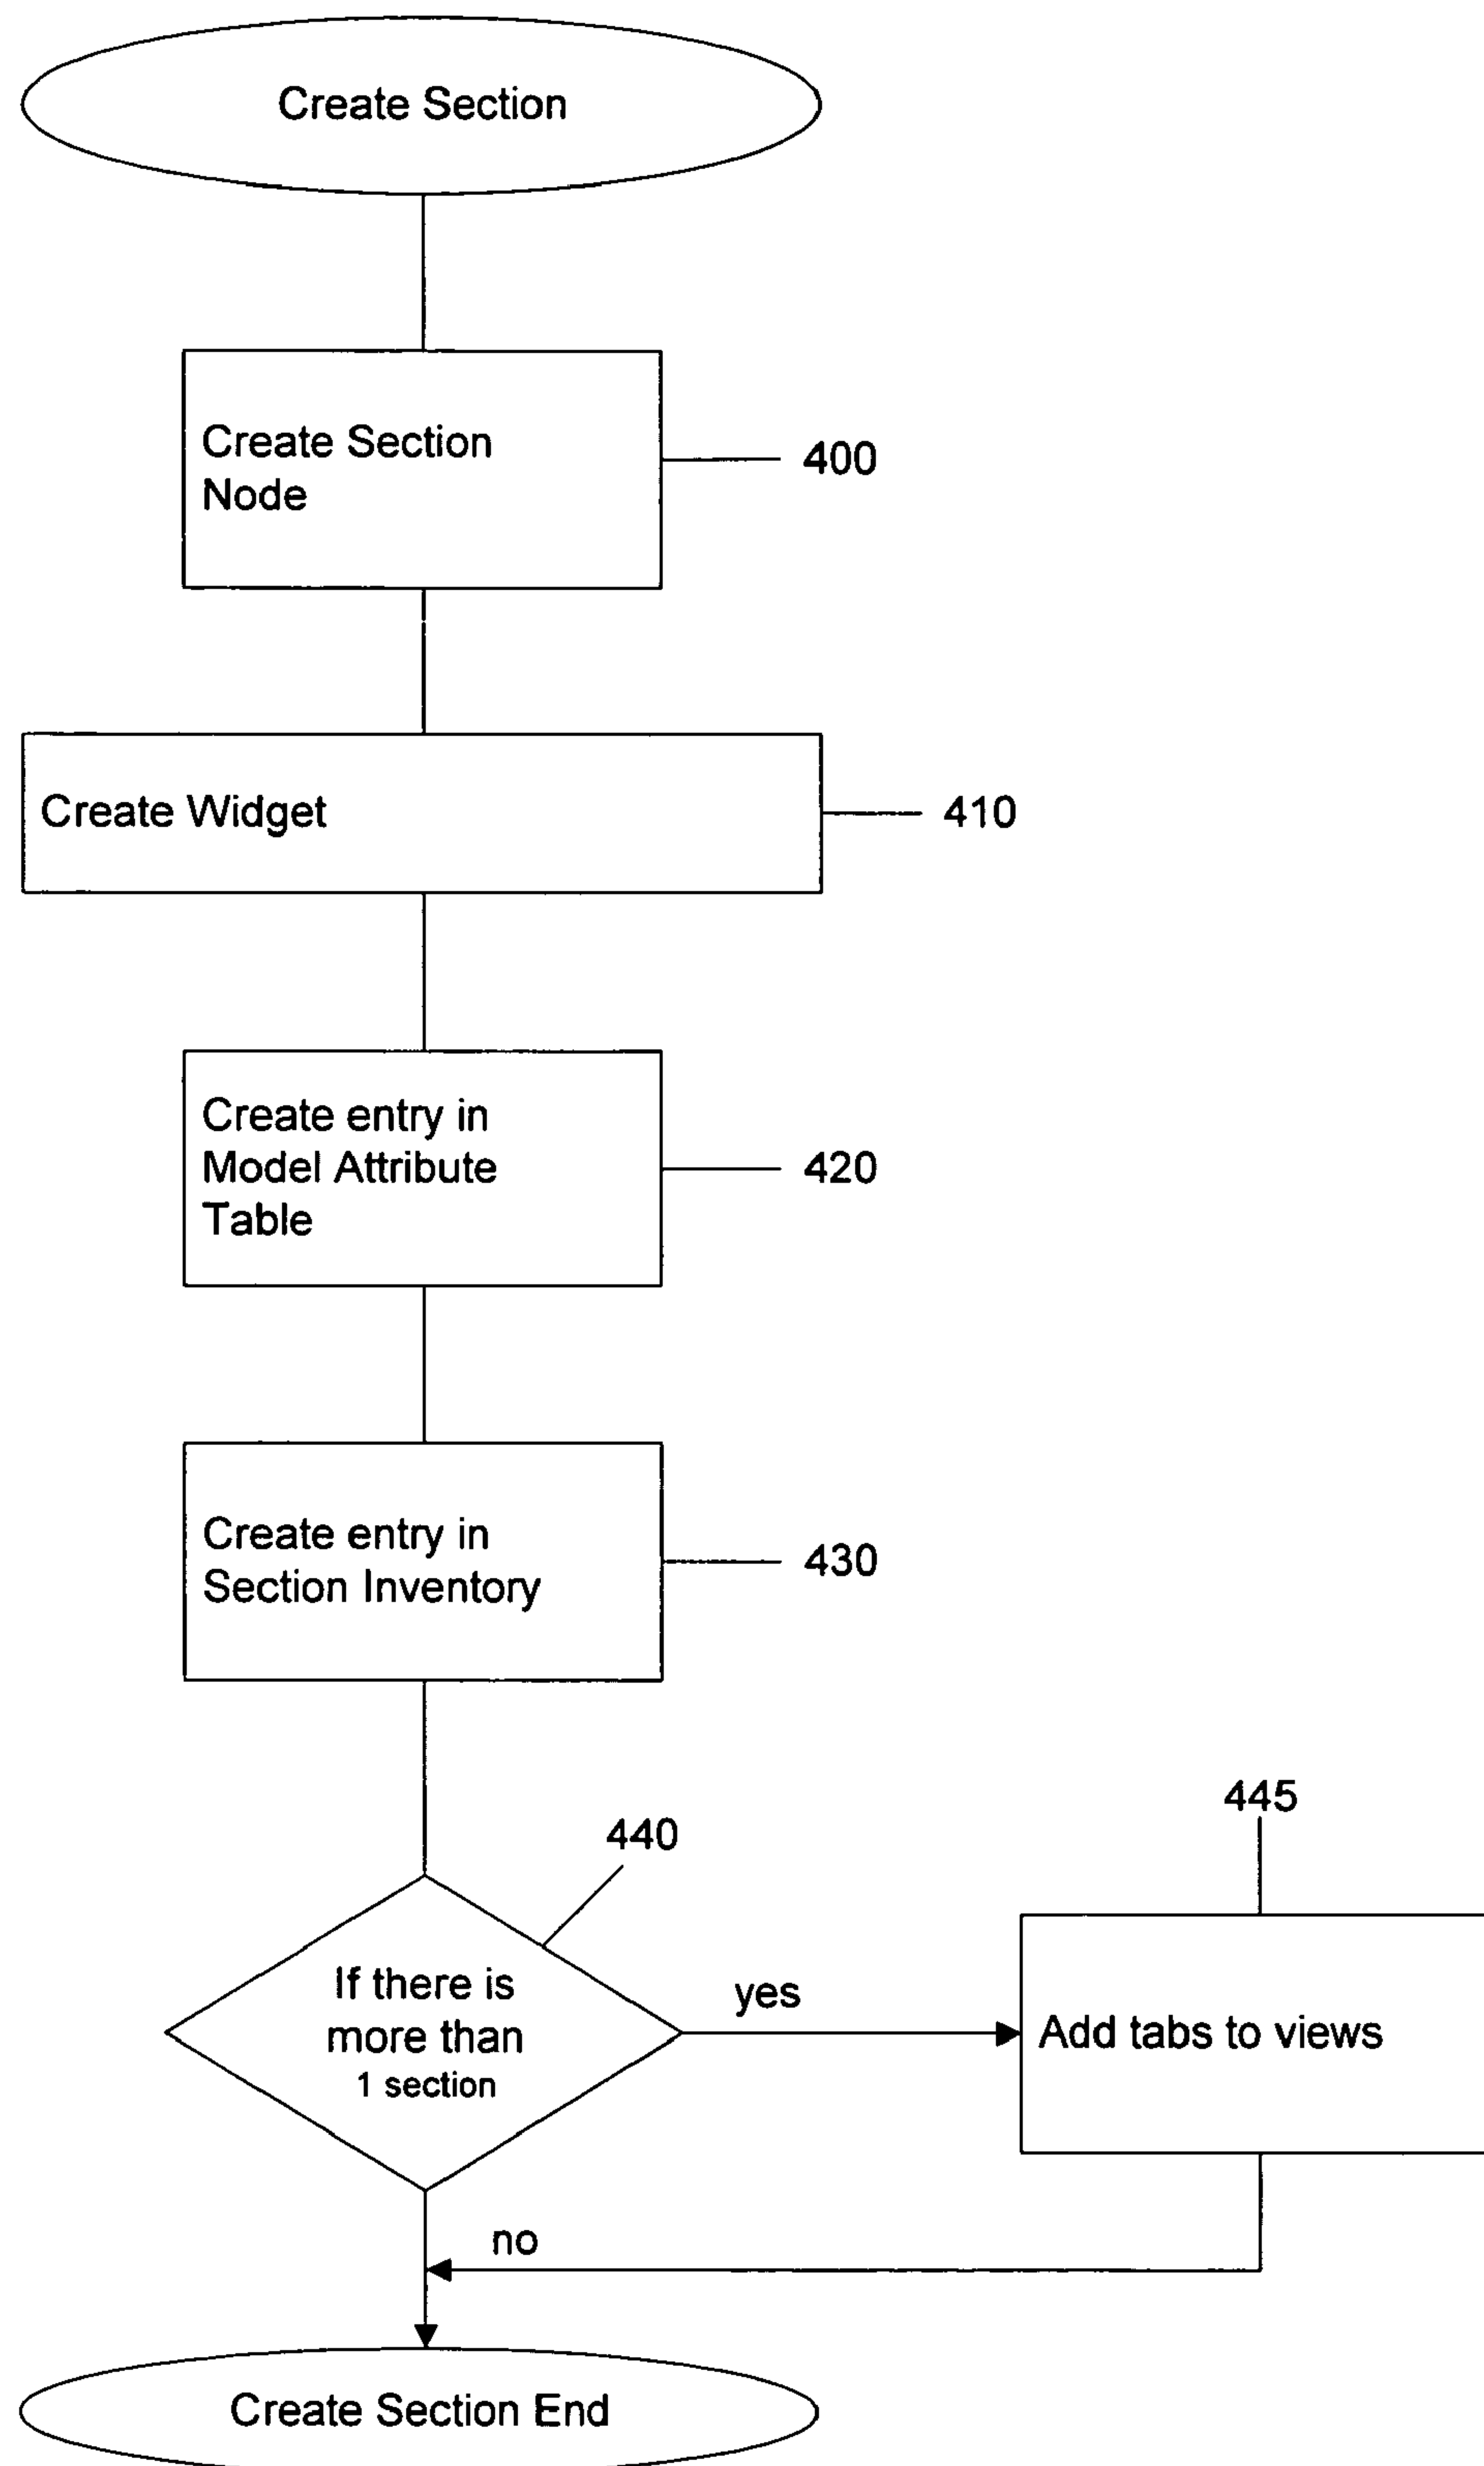 Create Section
Create Section
Node
400
Create Widget
410
Create entry in
Model Attribute
Table
420
Create entry in
Section Inventory
430
440
445
If there is
more than
1 section
yes
Add tabs to views
no
Create Section End